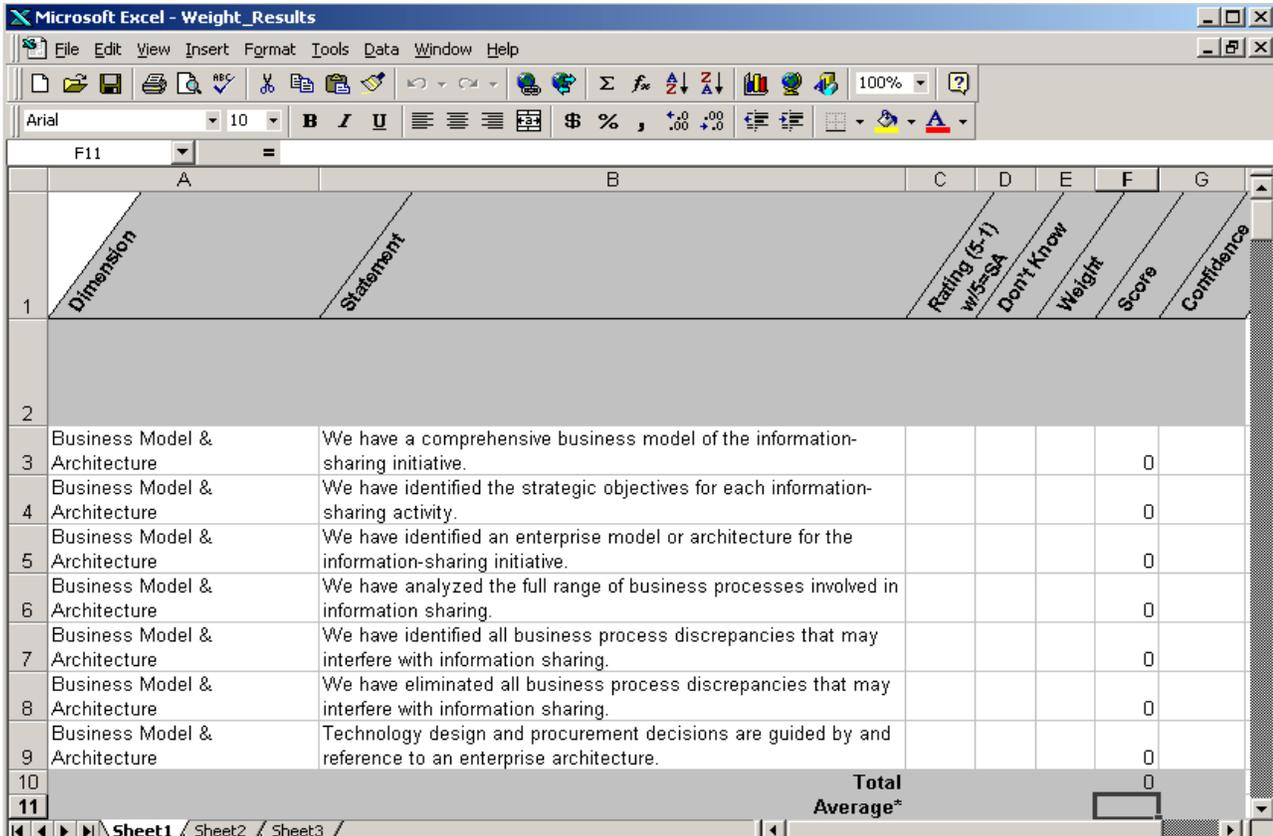 Microsoft Excel - Weight_Results
File Edit View Insert Format Tools Data Window Help
100%
Arial 10 B I U $ % ,
F11 =
A B C D E F G
1 Dimension Statement Rating (5-1) w/5=SA Don't Know Weight Score Confidence
2
Business Model & We have a comprehensive business model of the information-
3 Architecture sharing initiative. 0
Business Model & We have identified the strategic objectives for each information-
4 Architecture sharing activity. 0
Business Model & We have identified an enterprise model or architecture for the
5 Architecture information-sharing initiative. 0
Business Model & We have analyzed the full range of business processes involved in
6 Architecture information sharing. 0
Business Model & We have identified all business process discrepancies that may
7 Architecture interfere with information sharing. 0
Business Model & We have eliminated all business process discrepancies that may
8 Architecture interfere with information sharing. 0
Business Model & Technology design and procurement decisions are guided by and
9 Architecture reference to an enterprise architecture. 0
10 Total 0
11 Average*
Sheet1 Sheet2 Sheet3